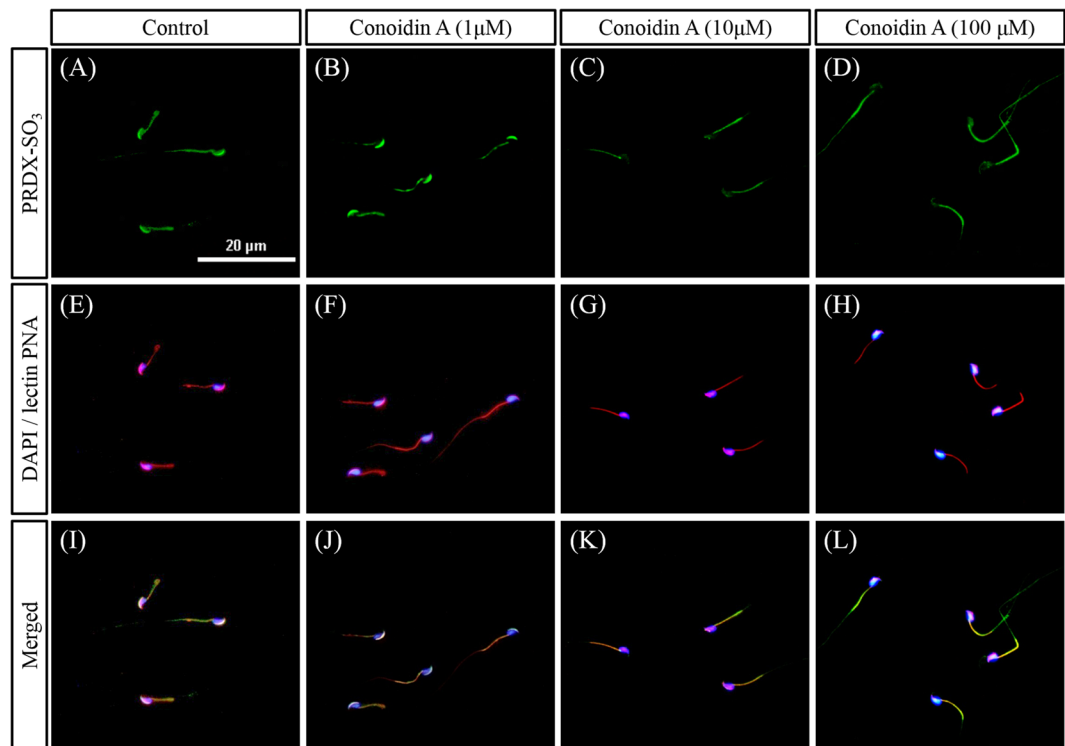 Control
Conoidin A (1μM)
Conoidin A (10μM)
Conoidin A (100 μM)
PRDX-SO3
(A)
(B)
(C)
(D)
20 μm
DAPI / lectin PNA
(E)
(F)
(G)
(H)
Merged
(I)
(J)
(K)
(L)